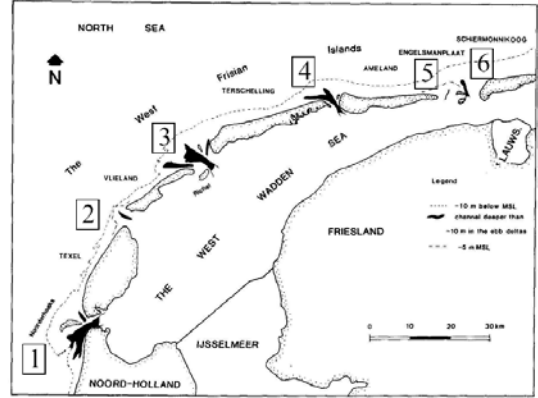 NORTH SEA
SCHIERMONNIKOOG
ENGELSMANPLAAT
Islands
AMELAND
Frisian
TERSCHELLING
4
5
6
N
West
3
The
VLIELAND
Richel
SEA
WADDEN
LAUWS.
2
WEST
THE
TEXEL
FRIESLAND
Legend
-10 m below MSL
channel deeper than
-10 m in the ebb deltas
-5 m MSL
Noorderhaaks
1
IJSSELMEER
0 10 20 30 km
NOORD-HOLLAND